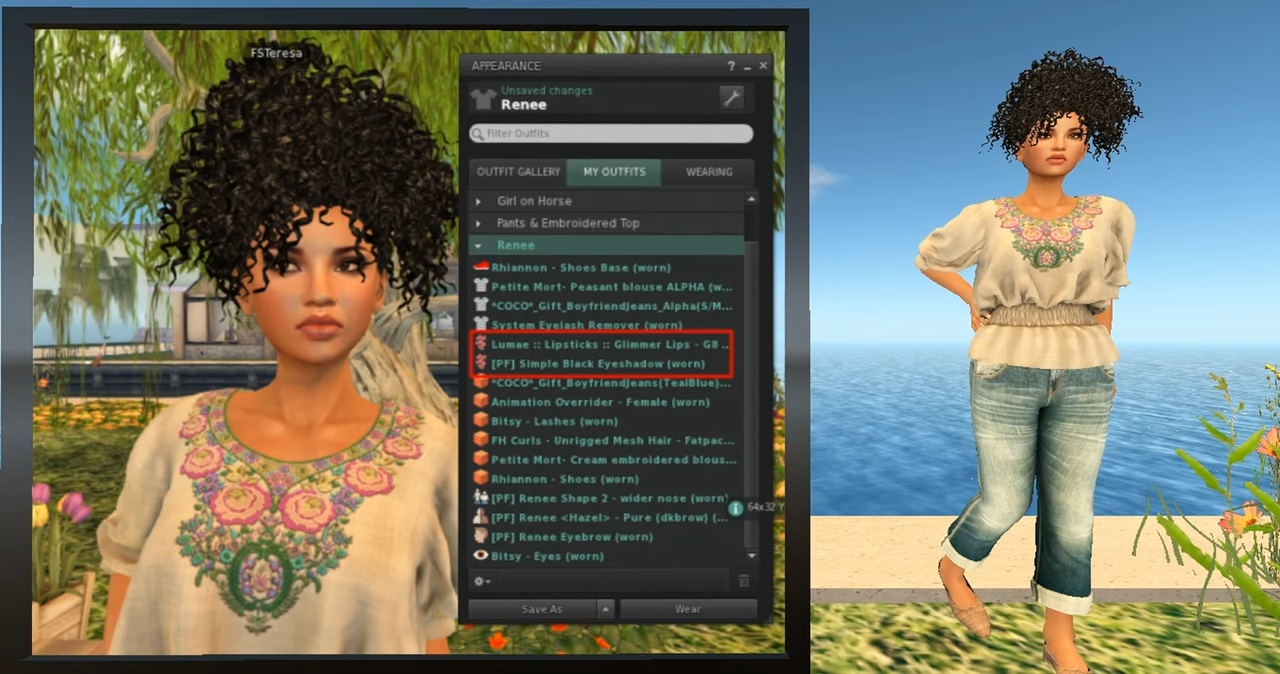 FSTeresa
APPEARANCE
Unsaved changes
Renee
Filter Outfits
OUTFIT GALLERY
MY OUTFITS
WEARING
Girl on Horse
Pants & Embroidered Top
Renee
Rhiannon - Shoes Base (worn)
Petite Mort- Peasant blouse ALPHA (w...
*COCO*_Gift_BoyfriendJeans_Alpha(S/M...
System Eyelash Remover (worn)
Lumae :: Lipsticks :: Glimmer Lips - G8 ..
[PF] Simple Black Eyeshadow (worn)
*COCO*_Gift_BoyfriendJeans(TealBlue)...
Animation Overrider - Female (worn)
Bitsy - Lashes (worn)
FH Curls - Unrigged Mesh Hair - Fatpac...
Petite Mort- Cream embroidered blous...
Rhiannon - Shoes (worn)
[PF] Renee Shape 2 - wider nose (worn)
64x32 Y
[PF] Renee <Hazel> - Pure (dkbrow) (...
[PF] Renee Eyebrow (worn)
Bitsy - Eyes (worn)
Save As
Wear